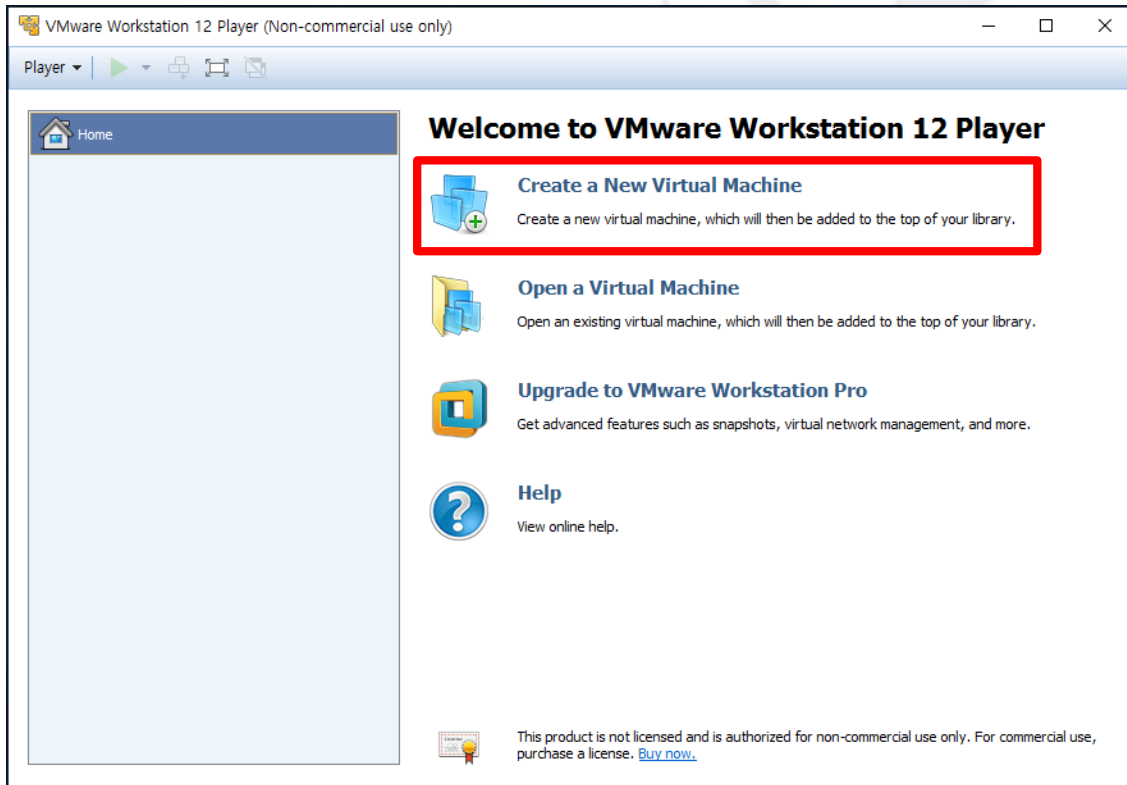 VMware Workstation 12 Player (Non-commercial use only)
Player
Home
Welcome to VMware Workstation 12 Player
Create a New Virtual Machine
Create a new virtual machine, which will then be added to the top of your library.
Open a Virtual Machine
Open an existing virtual machine, which will then be added to the top of your library.
Upgrade to VMware Workstation Pro
Get advanced features such as snapshots, virtual network management, and more.
Help
View online help.
This product is not licensed and is authorized for non-commercial use only. For commercial use,
purchase a license. Buy now.